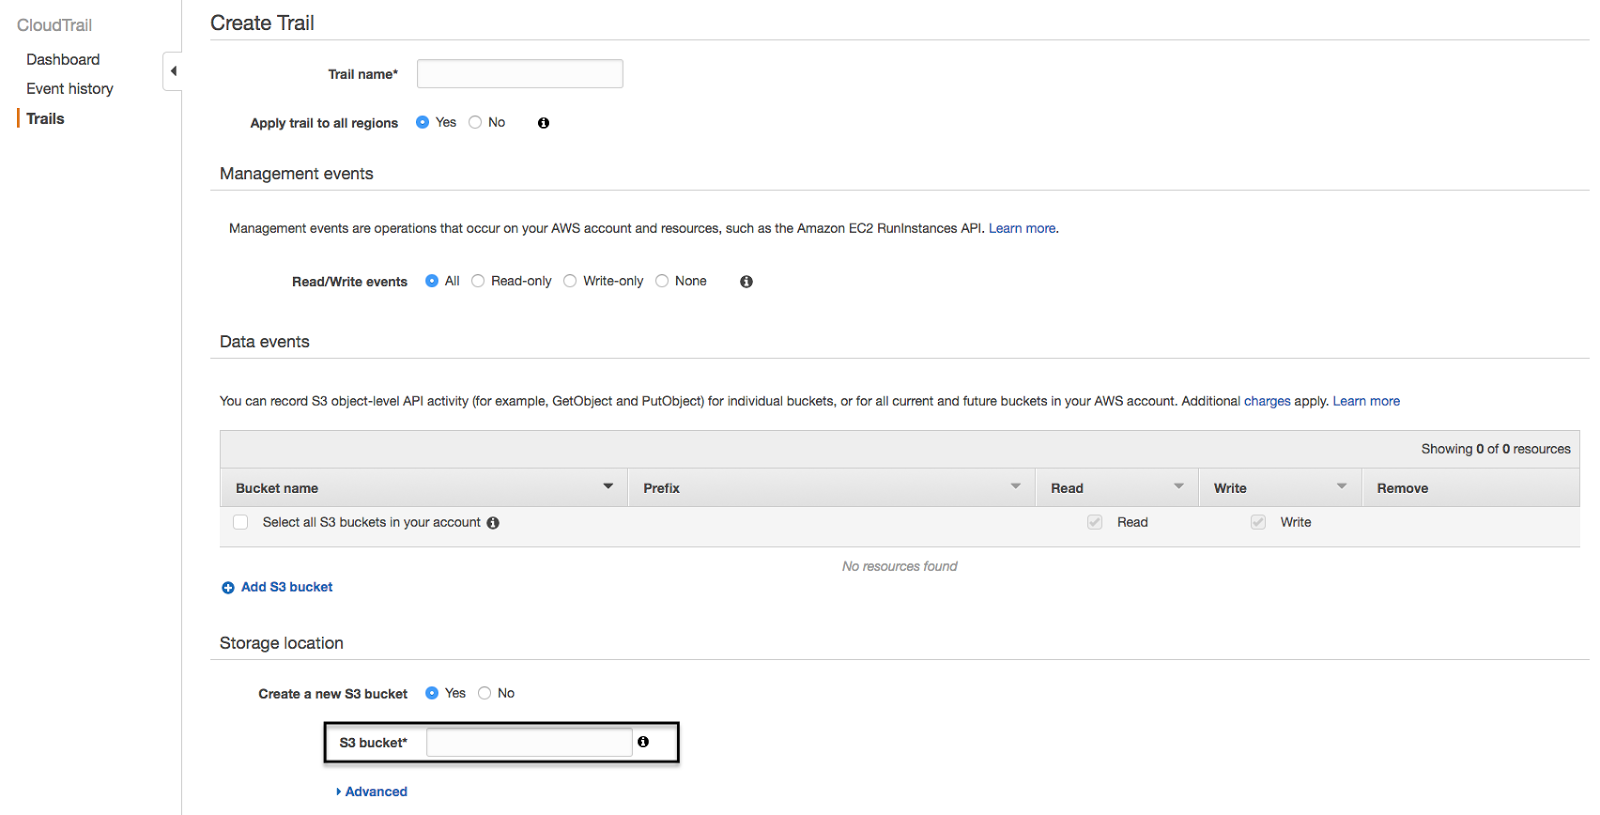 CloudTrail
Dashboard
Event history
Trails
Create Trail
Trail name*
Apply trail to all regions Yes No
Management events
Management events are operations that occur on your AWS account and resources, such as the Amazon EC2 RunInstances API. Learn more.
Read/Write events All Read-only Write-only None
Data events
You can record S3 object-level API activity (for example, GetObject and PutObject) for individual buckets, or for all current and future buckets in your AWS account. Additional charges apply. Learn more
Showing 0 of 0 resources
Bucket name Prefix Read Write Remove
Select all S3 buckets in your account Read Write
No resources found
Add S3 bucket
Storage location
Create a new S3 bucket Yes No
S3 bucket*
Advanced